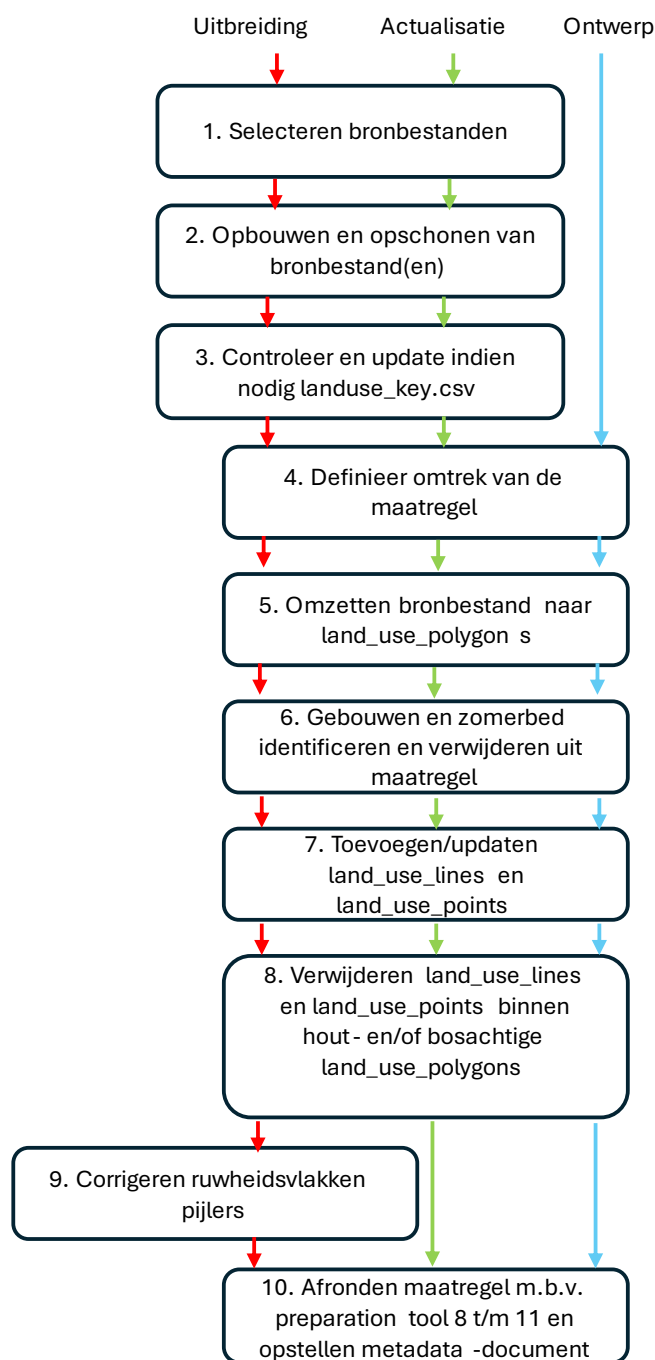 Uitbreiding Actualisatie Ontwerp
1. Selecteren bronbestanden
2. Opbouwen en opschonen van
bronbestand(en)
3. Controleer en update indien
nodig landuse_key.csv
4. Definieer omtrek van de
maatregel
5. Omzetten bronbestand naar
land_use_polygon s
6. Gebouwen en zomerbed
identificeren en verwijderen uit
maatregel
7. Toevoegen/updaten
land_use_lines en
land_use_points
8. Verwijderen land_use_lines
en land_use_points binnen
hout- en/of bosachtige
land_use_polygons
9. Corrigeren ruwheidsvlakken
pijlers
10. Afronden maatregel m.b.v.
preparation tool 8 t/m 11 en
opstellen metadata -document